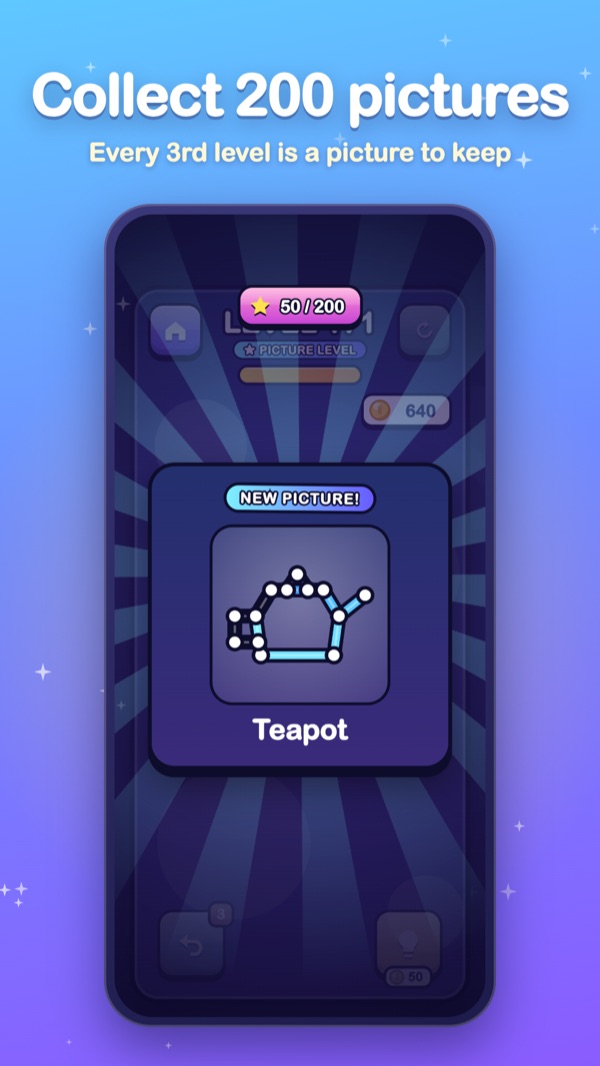 Collect 200 pictures
Every 3rd level is a picture to keep
50/200
PICTURE LEVEL
640
NEW PICTURE!
Teapot
3
50